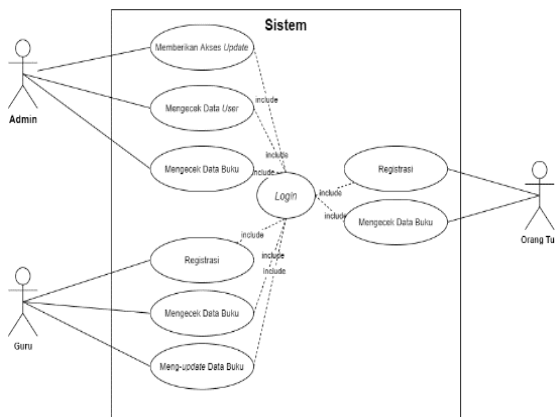 Sistem
Memberikan Akses Update
include
Admin
Mengecek Data User
include
Mengecek Data Buku
include
Login
include
Registrasi
include
Mengecek Data Buku
Orang Tu
include
Registrasi
include
include
Mengecek Data Buku
Guru
Meng-update Data Buku